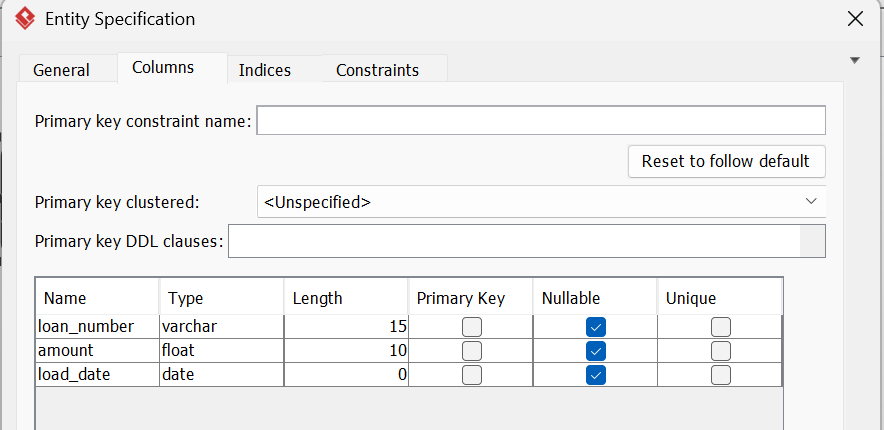 Entity Specification
General Columns Indices Constraints
Primary key constraint name:
Reset to follow default
Primary key clustered: <Unspecified>
Primary key DDL clauses:
Name Type Length Primary Key Nullable Unique
loan_number varchar 15
amount float 10
load_date date 0